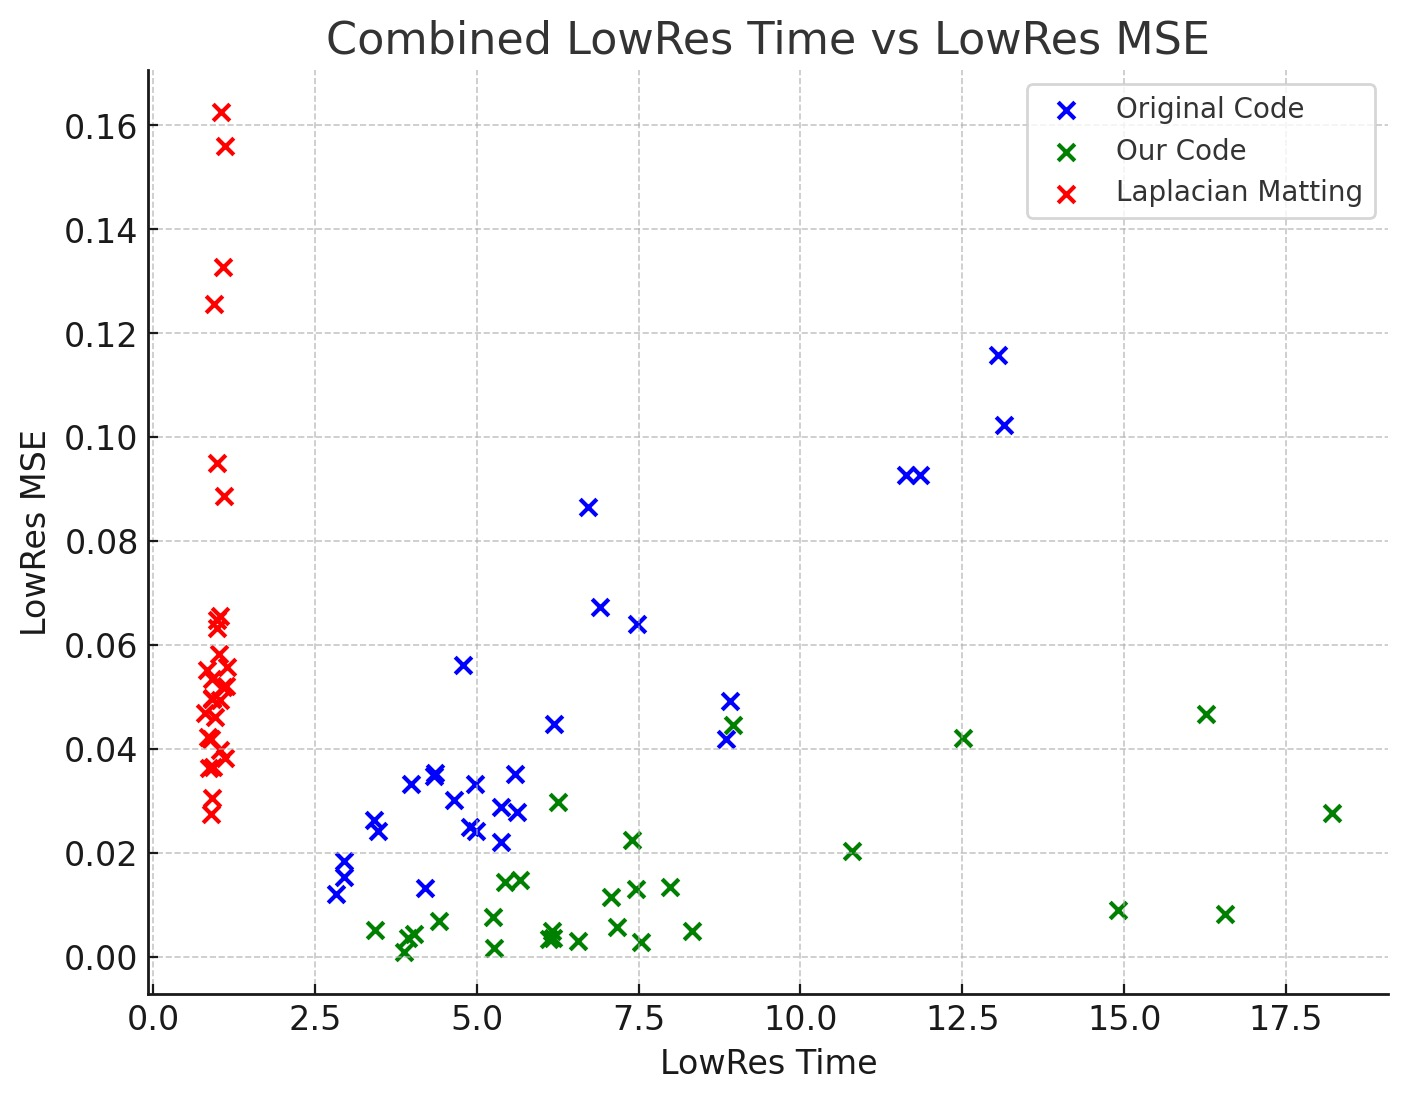 Combined LowRes Time vs LowRes MSE
Original Code
Our Code
Laplacian Matting
0.16
0.14
0.12
0.10
0.08
0.06
0.04
0.02
0.00
LowRes MSE
0.0 2.5 5.0 7.5 10.0 12.5 15.0 17.5
LowRes Time